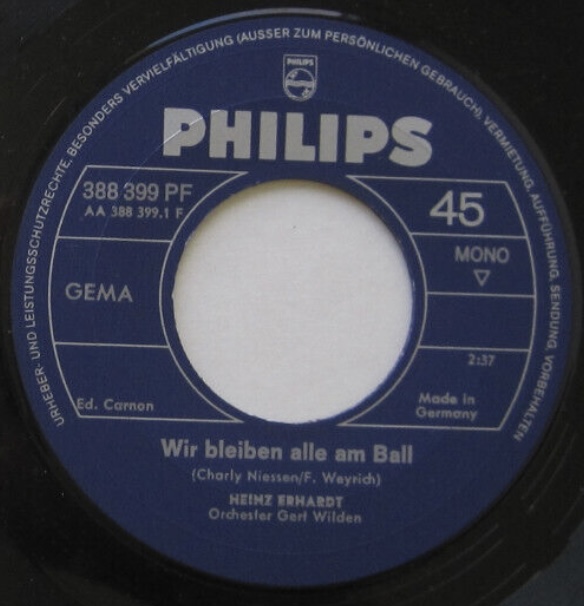 URHEBER- UND LEISTUNGSSCHUTZRECHTE, BESONDERS VERVIELFÄLTIGUNG (AUSSER ZUM PERSÖNLICHEN GEBRAUCH), VERMIETUNG, AUFFÜHRUNG, SENDUNG, VORBEHALTEN
PHILIPS
PHILIPS
388 399 PF
AA 388 399.1 F
45
MONO
▽
GEMA
2:37
Ed. Carnon
Made in
Germany
Wir bleiben alle am Ball
(Charly Niessen/F. Weyrich)
HEINZ ERHARDT
Orchester Gert Wilden